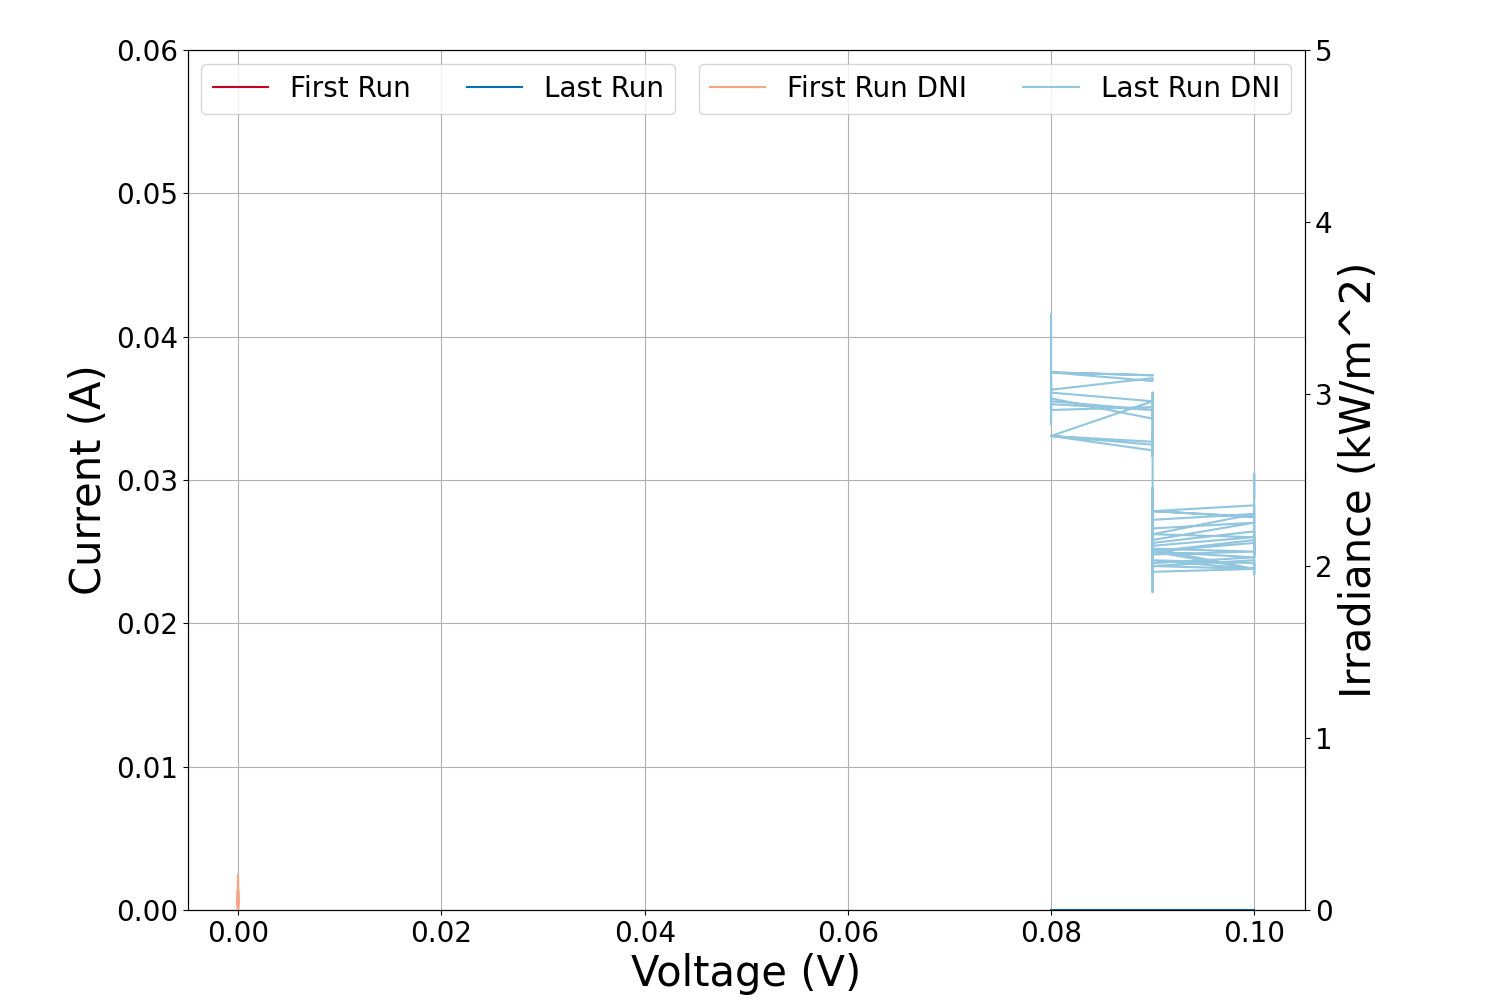 First Run
Last Run
First Run DNI
Last Run DNI
0.06
0.05
0.04
0.03
0.02
0.01
0.00
Current (A)
5
4
3
2
1
0
Irradiance (kW/m^2)
0.00 0.02 0.04 0.06 0.08 0.10
Voltage (V)